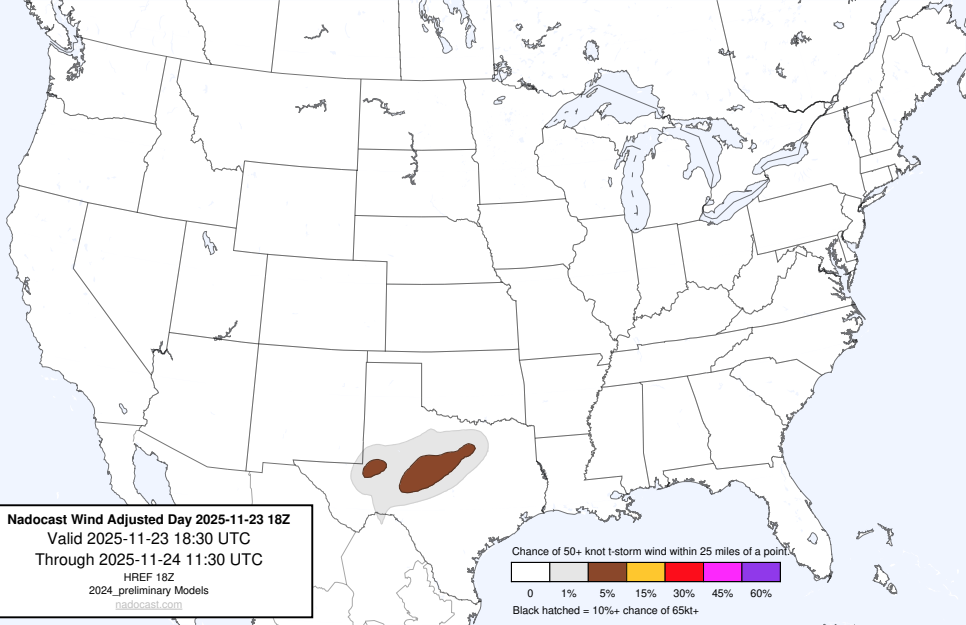 Nadocast Wind Adjusted Day 2025-11-23 18Z
Valid 2025-11-23 18:30 UTC
Through 2025-11-24 11:30 UTC
HREF 18Z
2024_preliminary Models
nadocast.com
Chance of 50+ knot t-storm wind within 25 miles of a point.
0 1% 5% 15% 30% 45% 60%
Black hatched = 10%+ chance of 65kt+